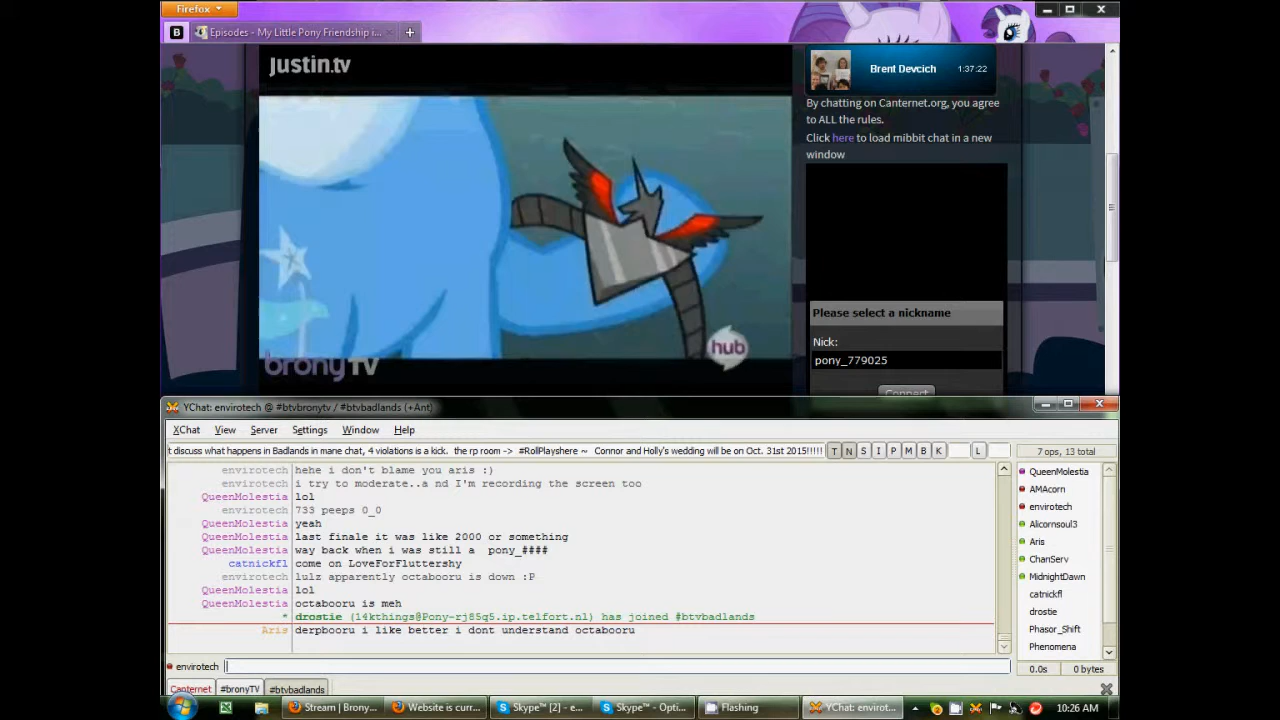 Firefox
B
Episodes - My Little Pony Friendship i...
Justin.tv
Brent Devcich
1:37:22
By chatting on Canternet.org, you agree
to ALL the rules.
Click here to load mibbit chat in a new
window
Please select a nickname
Nick:
pony_779025
Connect
hub
bronyTV
YChat: envirotech @ #btvbronytv / #btvbadlands (+Ant)
XChat View Server Settings Window Help
t discuss what happens in Badlands in mane chat, 4 violations is a kick. the rp room -> #RollPlayshere ~ Connor and Holly's wedding will be on Oct. 31st 2015!!!!!
T N S I P M B K L
7 ops, 13 total
envirotech hehe i don't blame you aris :)
envirotech i try to moderate..a nd I'm recording the screen too
QueenMolestia lol
envirotech 733 peeps 0_0
QueenMolestia yeah
QueenMolestia last finale it was like 2000 or something
QueenMolestia way back when i was still a pony_####
catnickfl come on LoveForFluttershy
envirotech lulz apparently octabooru is down :P
QueenMolestia lol
QueenMolestia octabooru is meh
* drostie (14kthings@Pony-rj85q5.ip.telfort.nl) has joined #btvbadlands
Aris derpbooru i like better i dont understand octabooru
QueenMolestia
AMAcorn
envirotech
Alicornsoul3
Aris
ChanServ
MidnightDawn
catnickfl
drostie
Phasor_Shift
Phenomena
envirotech
0.0s
0 bytes
Canternet #bronyTV #btvbadlands
Stream | Brony...
Website is curr...
Skype™ [2] - e...
Skype™ - Opti...
Flashing
YChat: envirot...
10:26 AM